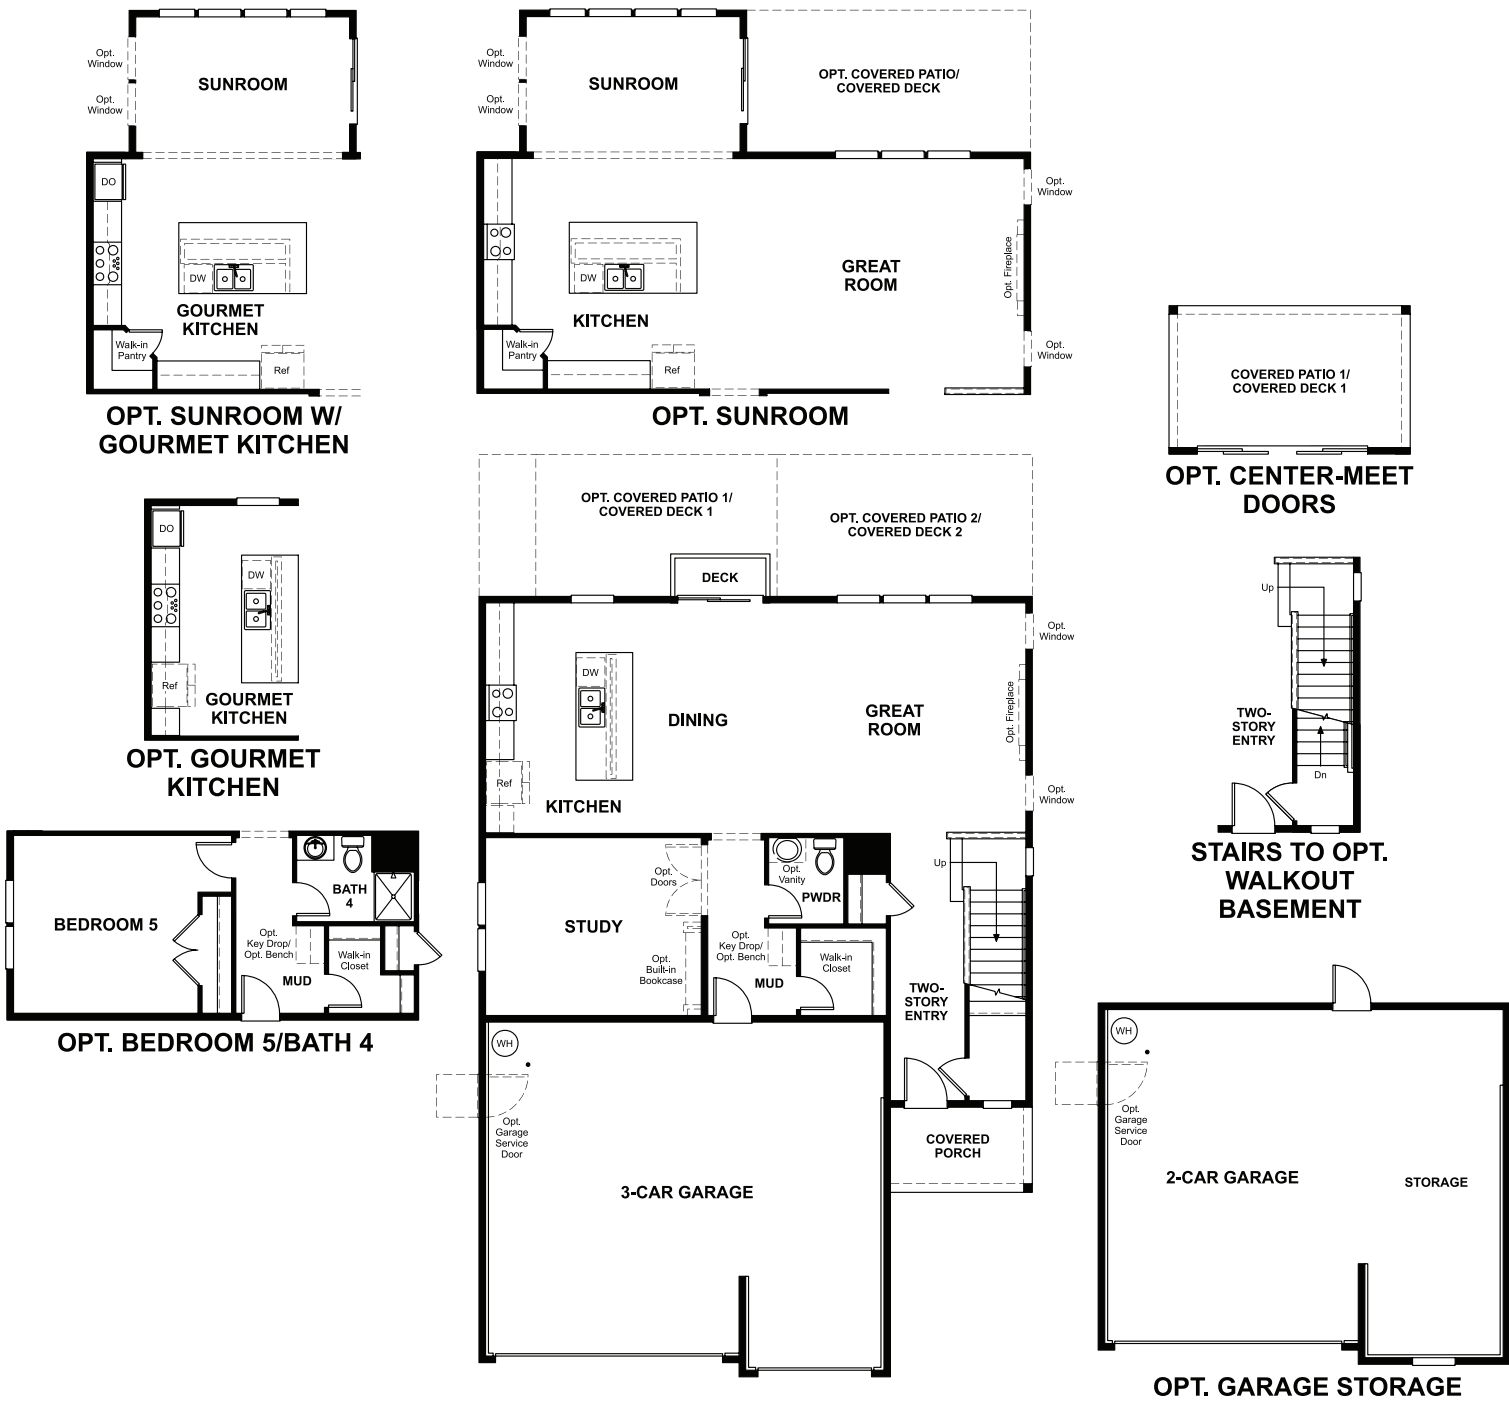 Opt.
Window
Opt.
Window
SUNROOM
DO
DW
GOURMET
KITCHEN
Walk-in
Pantry
Ref
OPT. SUNROOM W/
GOURMET KITCHEN
Opt.
Window
Opt.
Window
SUNROOM
OPT. COVERED PATIO/
COVERED DECK
Opt.
Window
DW
KITCHEN
GREAT
ROOM
Opt. Fireplace
Walk-in
Pantry
Ref
Opt.
Window
OPT. SUNROOM
COVERED PATIO 1/
COVERED DECK 1
OPT. CENTER-MEET
DOORS
DO
DW
Ref
GOURMET
KITCHEN
OPT. GOURMET
KITCHEN
OPT. COVERED PATIO 1/
COVERED DECK 1
OPT. COVERED PATIO 2/
COVERED DECK 2
DECK
Opt.
Window
DW
DINING
GREAT
ROOM
Opt. Fireplace
Ref
KITCHEN
Opt.
Window
Up
TWO-
STORY
ENTRY
Dn
STAIRS TO OPT.
WALKOUT
BASEMENT
BEDROOM 5
BATH
4
Opt.
Key Drop/
Opt. Bench
Walk-in
Closet
MUD
OPT. BEDROOM 5/BATH 4
STUDY
Opt.
Doors
Opt.
Vanity
PWDR
Up
Opt.
Built-in
Bookcase
Opt.
Key Drop/
Opt. Bench
MUD
Walk-in
Closet
TWO-
STORY
ENTRY
WH
Opt.
Garage
Service
Door
3-CAR GARAGE
COVERED
PORCH
WH
Opt.
Garage
Service
Door
2-CAR GARAGE
STORAGE
OPT. GARAGE STORAGE